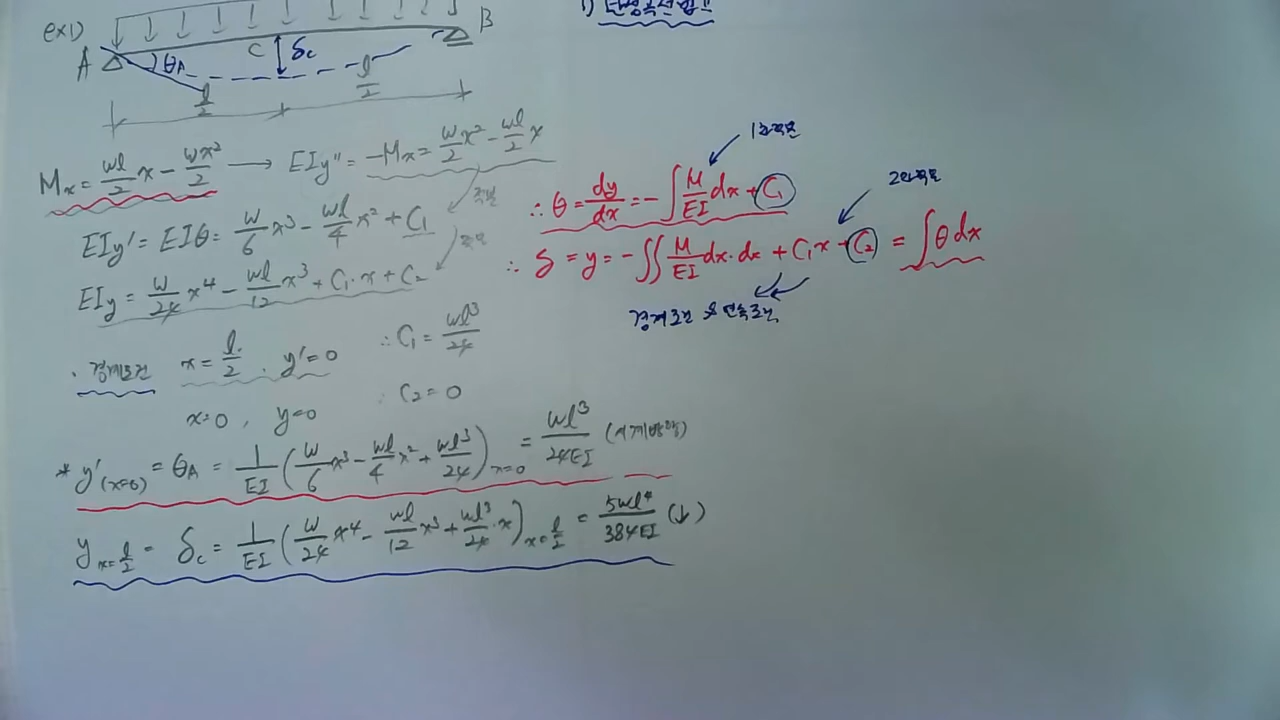 ex1)
A θA C δc B
l/2 l/2
Mx = wl/2 x - wx²/2 → EIy'' = -Mx = w/2 x² - wl/2 x
EIy' = EIθ = w/6 x³ - wl/4 x² + C₁
적분
EIy = w/24 x⁴ - wl/12 x³ + C₁·x + C₂
적분
· 경계조건 x = l/2 . y' = 0 ∴ C₁ = wl³/24
x=0 , y=0 ∴ C₂ = 0
* y'(x=0) = θA = 1/EI (w/6 x³ - wl/4 x² + wl³/24)x=0 = wl³/24EI (시계방향)
y x=l/2 = δc = 1/EI (w/24 x⁴ - wl/12 x³ + wl³/24 · x)x=l/2 = 5wl⁴/384EI (↓)
1) 탄성곡선
1차적분
∴ θ = dy/dx = - ∫ M/EI dx + C₁
2차적분
∴ δ = y = - ∬ M/EI dx·dx + C₁x + C₂ = ∫ θ dx
경계조건 및 연속조건